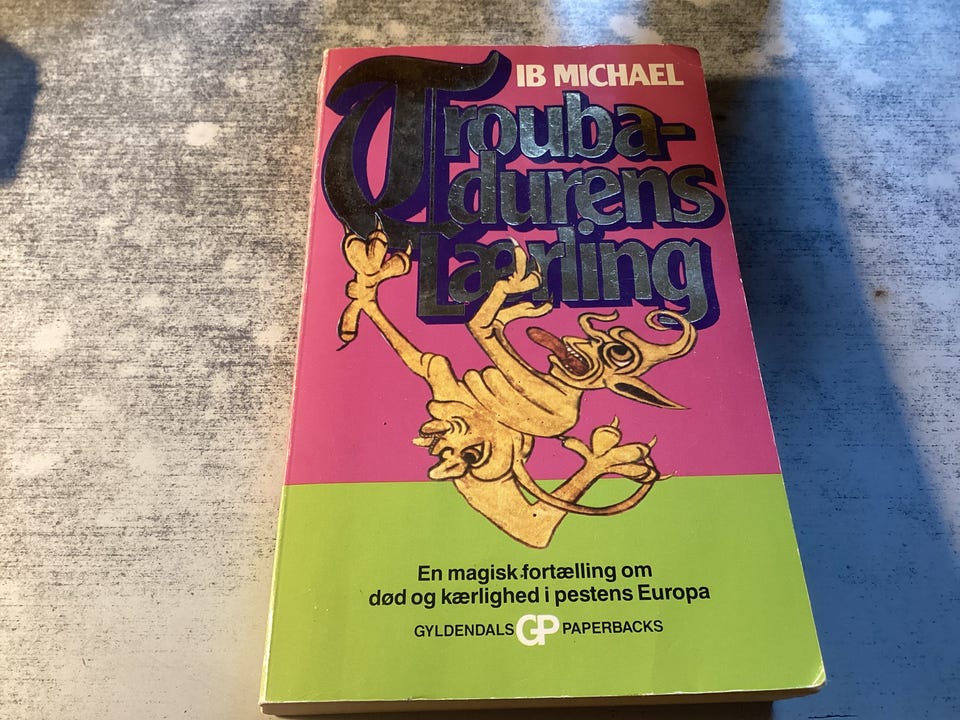 IB MICHAEL
Trouba-
durens
Lærling
En magisk fortælling om
død og kærlighed i pestens Europa
GYLDENDALS GP PAPERBACKS